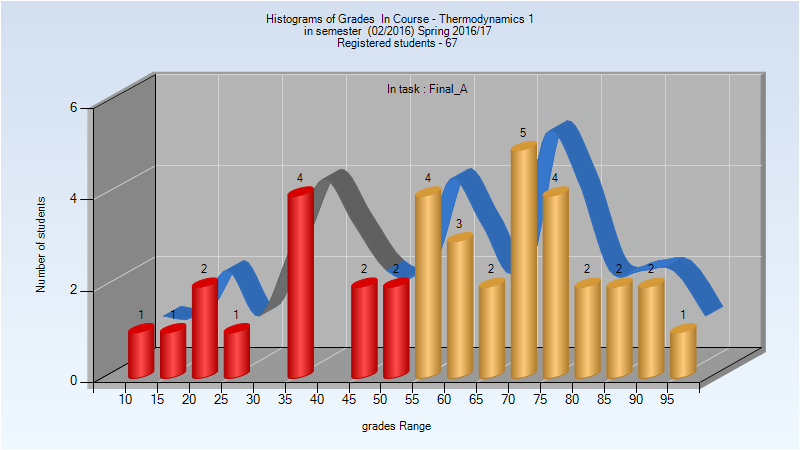 Histograms of Grades  In Course - Thermodynamics 1
in semester  (02/2016) Spring 2016/17
Registered students - 67
In task : Final_A
6
4
2
0
Number of students
1 1 2 1 4 2 2 4 3 2 5 4 2 2 2 1
10 15 20 25 30 35 40 45 50 55 60 65 70 75 80 85 90 95
grades Range